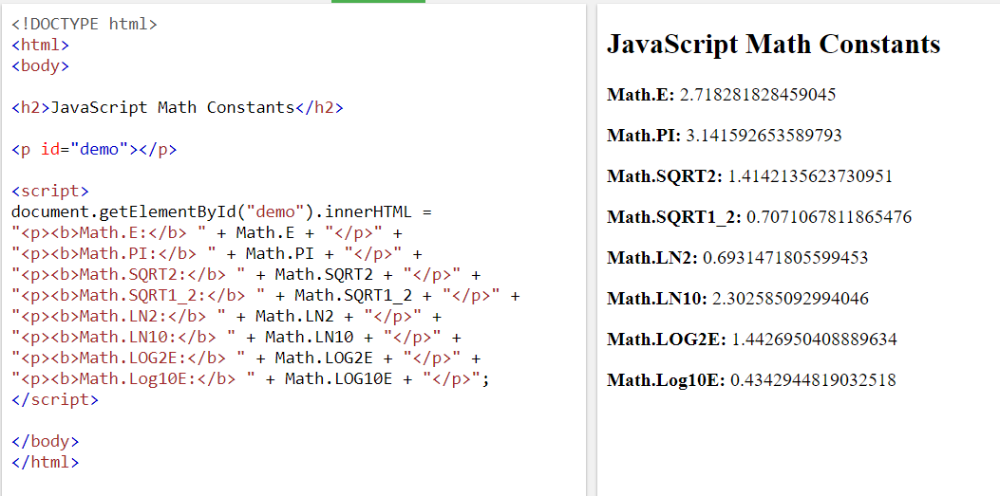 <!DOCTYPE html>
<html>
<body>
<h2>JavaScript Math Constants</h2>
<p id="demo"></p>
<script>
document.getElementById("demo").innerHTML =
"<p><b>Math.E:</b> " + Math.E + "</p>" +
"<p><b>Math.PI:</b> " + Math.PI + "</p>" +
"<p><b>Math.SQRT2:</b> " + Math.SQRT2 + "</p>" +
"<p><b>Math.SQRT1_2:</b> " + Math.SQRT1_2 + "</p>" +
"<p><b>Math.LN2:</b> " + Math.LN2 + "</p>" +
"<p><b>Math.LN10:</b> " + Math.LN10 + "</p>" +
"<p><b>Math.LOG2E:</b> " + Math.LOG2E + "</p>" +
"<p><b>Math.Log10E:</b> " + Math.LOG10E + "</p>";
</script>
</body>
</html>
JavaScript Math Constants
Math.E: 2.718281828459045
Math.PI: 3.141592653589793
Math.SQRT2: 1.4142135623730951
Math.SQRT1_2: 0.7071067811865476
Math.LN2: 0.6931471805599453
Math.LN10: 2.302585092994046
Math.LOG2E: 1.4426950408889634
Math.Log10E: 0.4342944819032518